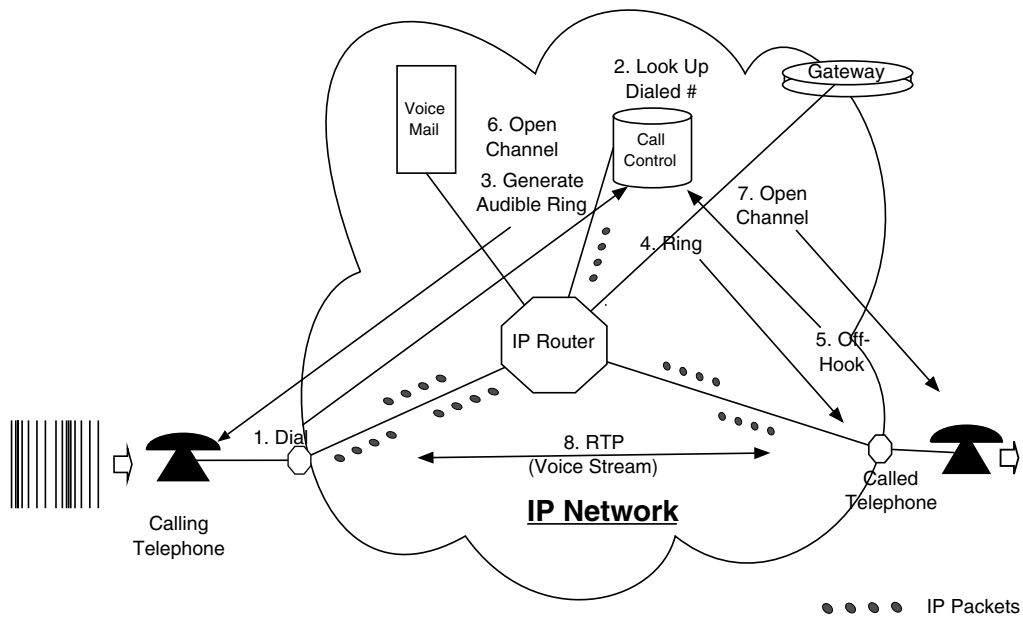 2. Look Up
Dialed #
Gateway
Voice
Mail
6. Open
Channel
Call
Control
3. Generate
Audible Ring
7. Open
Channel
4. Ring
IP Router
5. Off-
Hook
1. Dial
8. RTP
(Voice Stream)
Called
Telephone
IP Network
Calling
Telephone
IP Packets